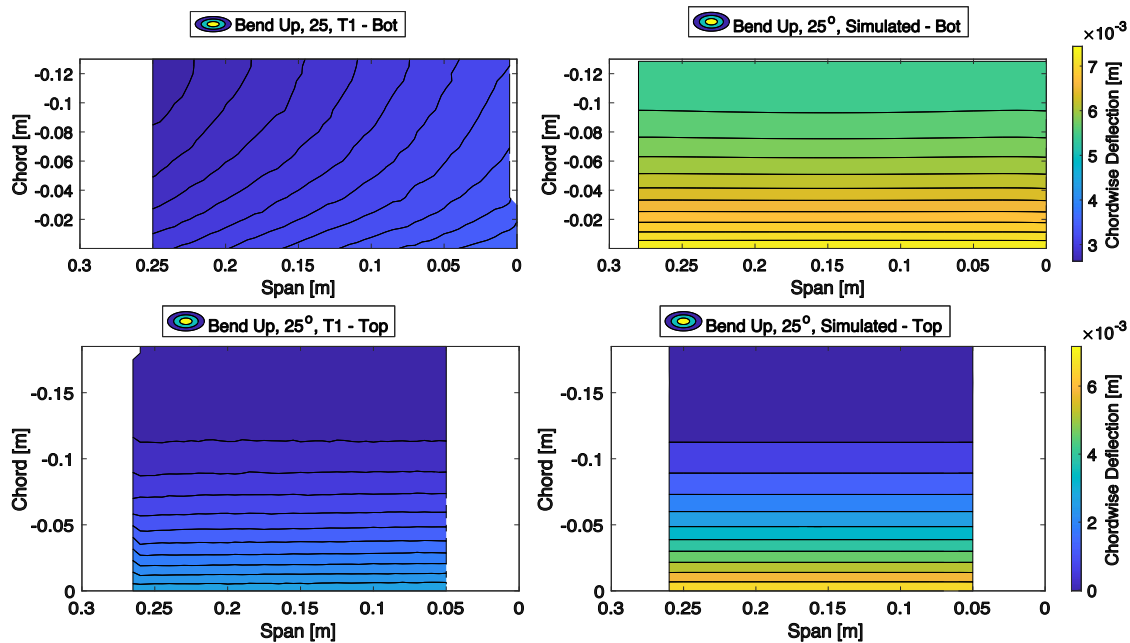 Bend Up, 25, T1 - Bot
Bend Up, 25°, Simulated - Bot
×10⁻³
-0.12
-0.1
-0.08
-0.06
-0.04
-0.02
Chord [m]
0.3 0.25 0.2 0.15 0.1 0.05 0
Span [m]
-0.12
-0.1
-0.08
-0.06
-0.04
-0.02
Chord [m]
0.3 0.25 0.2 0.15 0.1 0.05 0
Span [m]
7
6
5
4
3
Chordwise Deflection [m]
Bend Up, 25°, T1 - Top
Bend Up, 25°, Simulated - Top
×10⁻³
-0.15
-0.1
-0.05
0
Chord [m]
0.3 0.25 0.2 0.15 0.1 0.05 0
Span [m]
-0.15
-0.1
-0.05
0
Chord [m]
0.3 0.25 0.2 0.15 0.1 0.05 0
Span [m]
6
4
2
0
Chordwise Deflection [m]